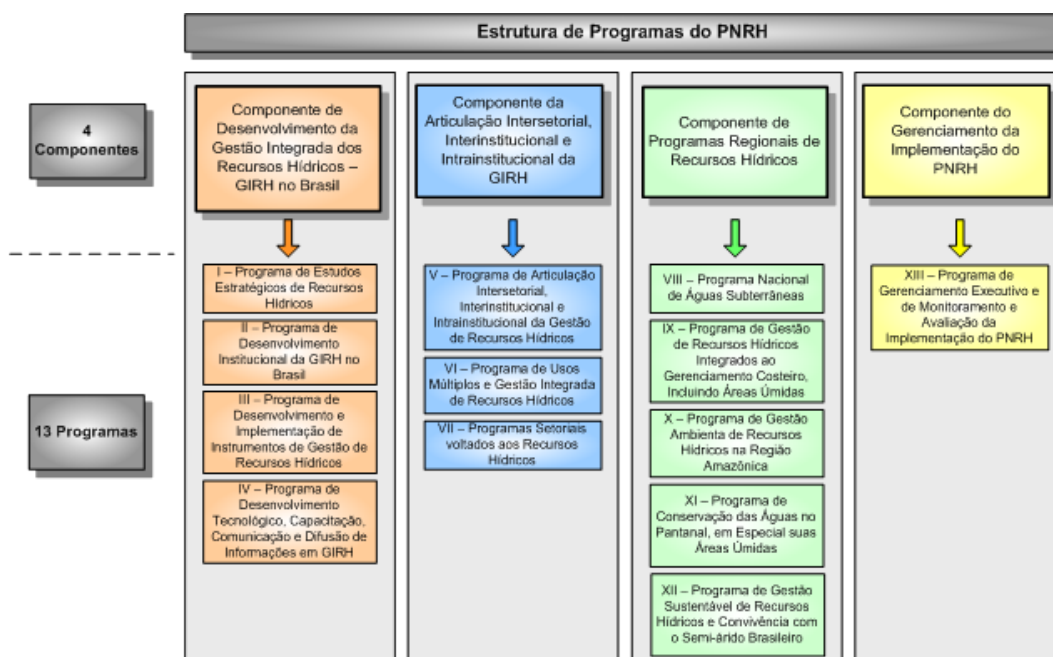 Estrutura de Programas do PNRH
4
Componentes
Componente de
Desenvolvimento da
Gestão Integrada dos
Recursos Hídricos –
GIRH no Brasil
Componente da
Articulação Intersetorial,
Interinstitucional e
Intrainstitucional da
GIRH
Componente de
Programas Regionais de
Recursos Hídricos
Componente do
Gerenciamento da
Implementação do
PNRH
13 Programas
I – Programa de Estudos
Estratégicos de Recursos
Hídricos
II – Programa de
Desenvolvimento
Institucional da GIRH no
Brasil
III – Programa de
Desenvolvimento e
Implementação de
Instrumentos de Gestão de
Recursos Hídricos
IV – Programa de
Desenvolvimento
Tecnológico, Capacitação,
Comunicação e Difusão de
Informações em GIRH
V – Programa de Articulação
Intersetorial,
Interinstitucional e
Intrainstitucional da Gestão
de Recursos Hídricos
VI – Programa de Usos
Múltiplos e Gestão Integrada
de Recursos Hídricos
VII – Programas Setoriais
voltados aos Recursos
Hídricos
VIII – Programa Nacional
de Águas Subterrâneas
IX – Programa de Gestão
de Recursos Hídricos
Integrados ao
Gerenciamento Costeiro,
Incluindo Áreas Úmidas
X – Programa de Gestão
Ambienta de Recursos
Hídricos na Região
Amazônica
XI – Programa de
Conservação das Águas no
Pantanal, em Especial suas
Áreas Úmidas
XII – Programa de Gestão
Sustentável de Recursos
Hídricos e Convivência com
o Semi-árido Brasileiro
XIII – Programa de
Gerenciamento Executivo e
de Monitoramento e
Avaliação da
Implementação do PNRH